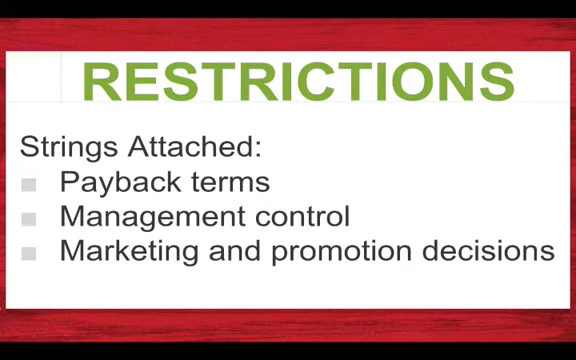 RESTRICTIONS
Strings Attached:
Payback terms
Management control
Marketing and promotion decisions